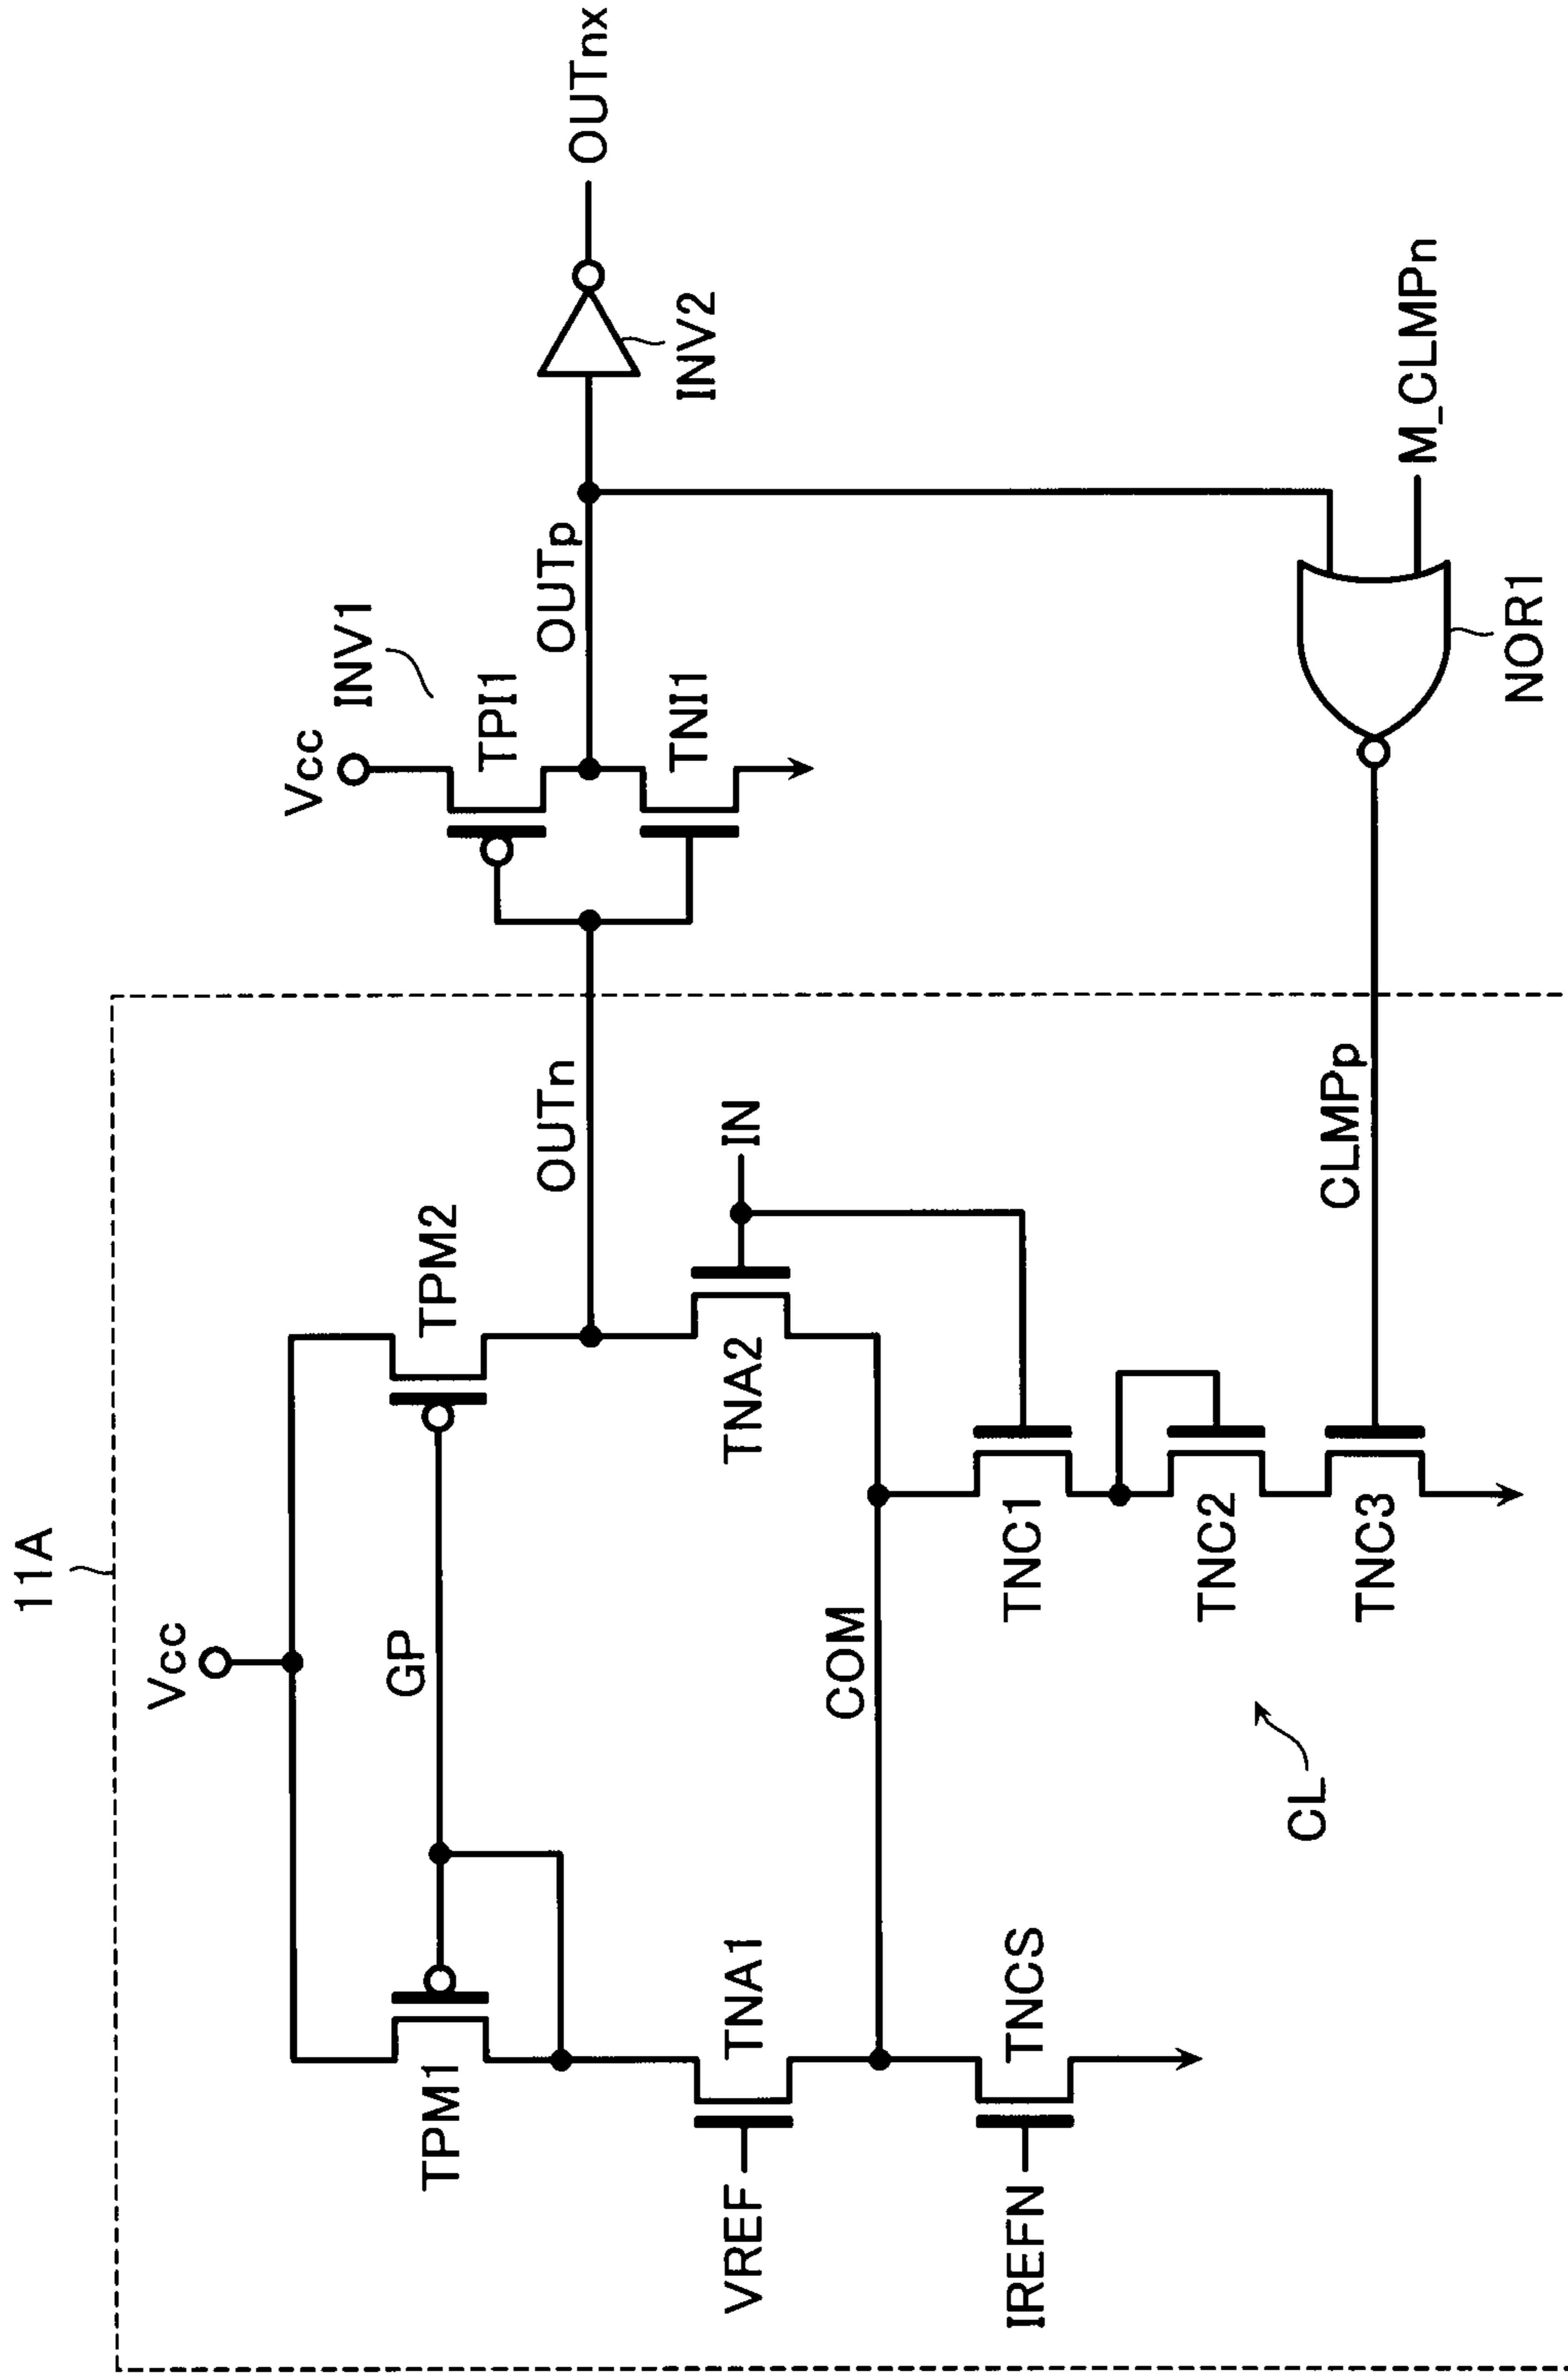 11A
Vcc
TPM1
GP
TPM2
VREF
TNA1
TNA2
IN
OUTn
COM
IREFN
TNCS
TNC1
TNC2
TNC3
CL
CLMPp
Vcc
INV1
TPI1
TNI1
OUTp
INV2
OUTnx
NOR1
M_CLMPn